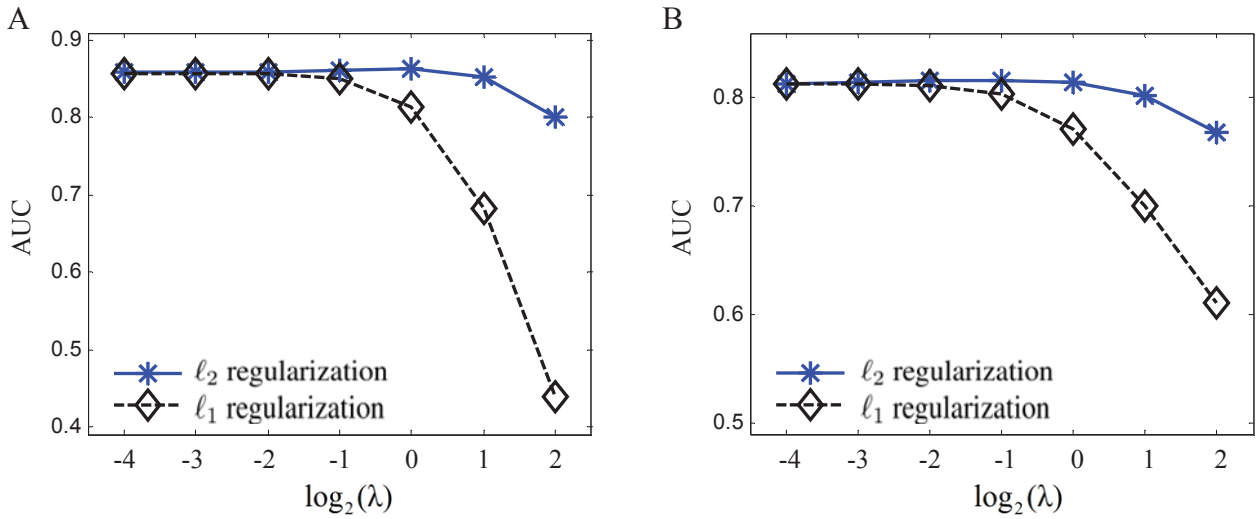 A
0.9
0.8
0.7
0.6
0.5
0.4
AUC
-4 -3 -2 -1 0 1 2
log₂(λ)
ℓ₂ regularization
ℓ₁ regularization
B
0.8
0.7
0.6
0.5
AUC
-4 -3 -2 -1 0 1 2
log₂(λ)
ℓ₂ regularization
ℓ₁ regularization